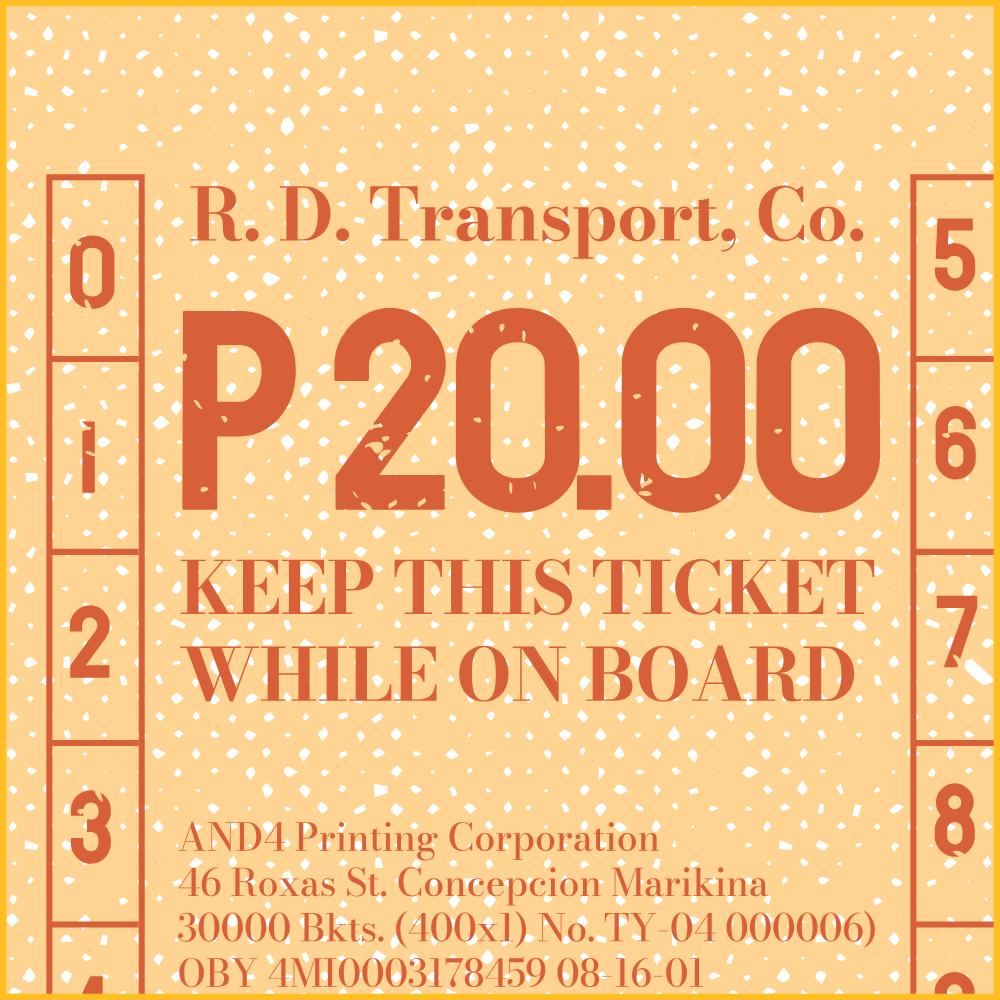 R. D. Transport, Co.
P 20.00
KEEP THIS TICKET
WHILE ON BOARD
AND4 Printing Corporation
46 Roxas St. Concepcion Marikina
30000 Bkts. (400x1) No. TY-04 000006)
OBY 4MI0003178459 08-16-01
0
1
2
3
4
5
6
7
8